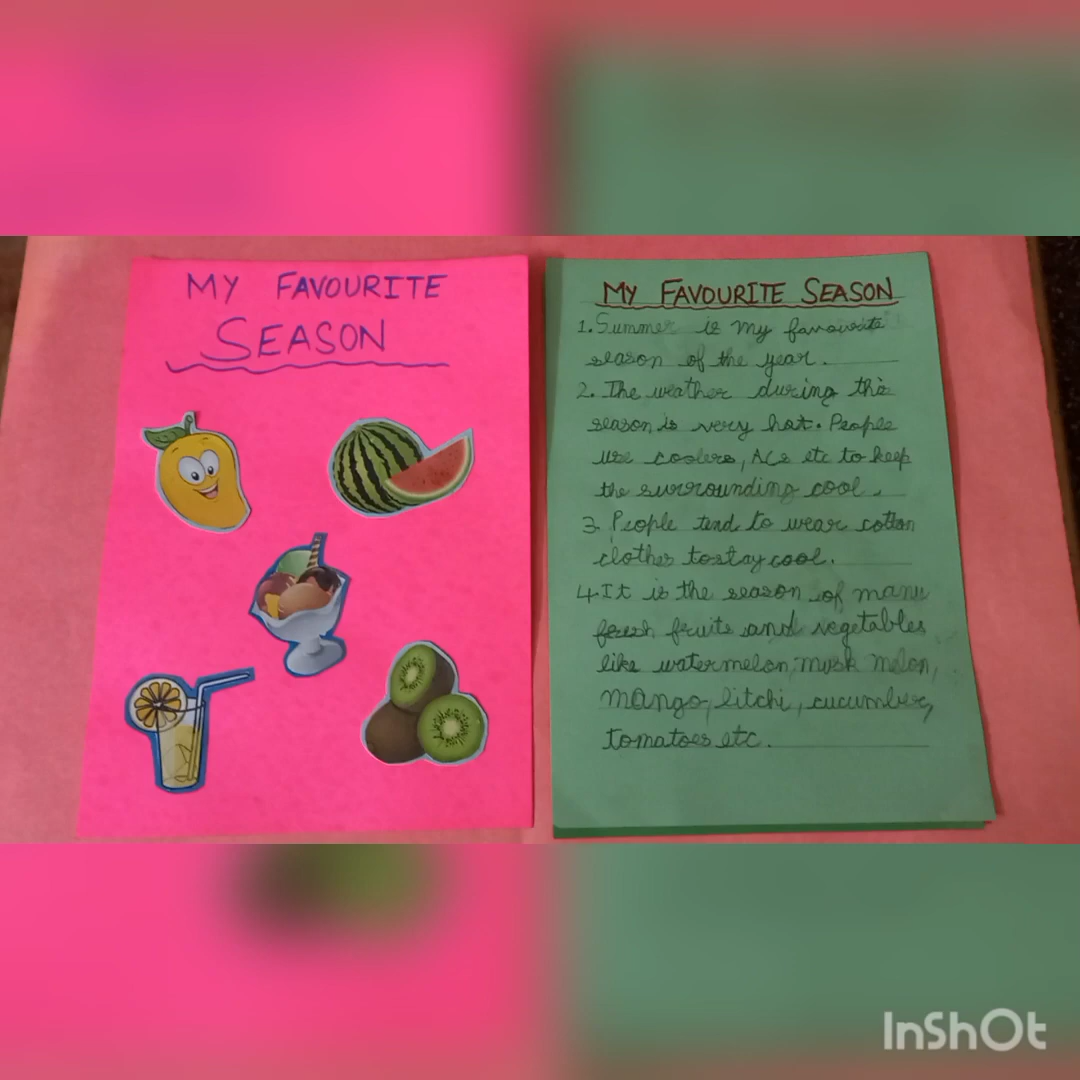 MY FAVOURITE
SEASON
MY FAVOURITE SEASON
1. Summer is my favourite
season of the year.
2. The weather during this
season is very hot. People
use coolers, ACs etc to keep
the surrounding cool.
3. People tend to wear cotton
clothes to stay cool.
4. It is the season of many
fresh fruits and vegetables
like watermelon, musk melon,
mango, litchi, cucumber,
tomatoes etc.
InShOt